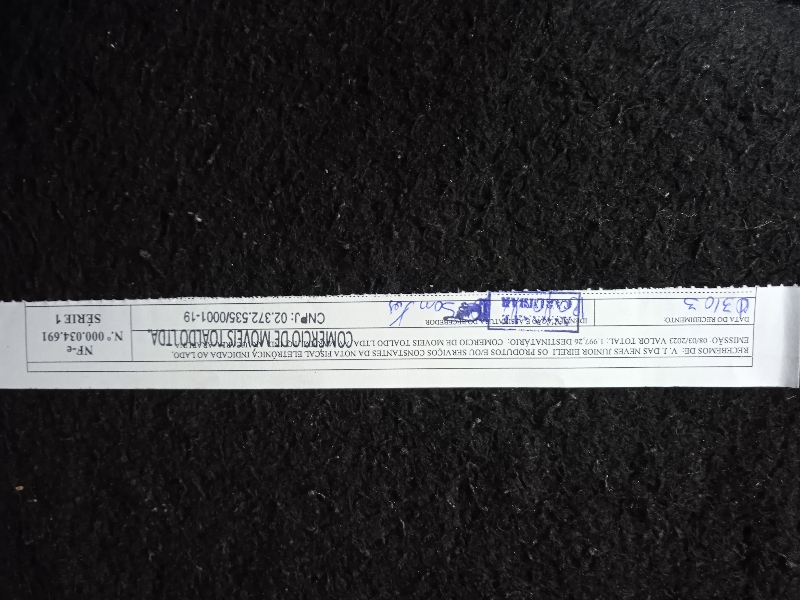 RECEBEMOS DE: V. J. DAS NEVES JUNIOR EIRELI OS PRODUTOS E/OU SERVIÇOS CONSTANTES DA NOTA FISCAL ELETRÔNICA INDICADA AO LADO.
EMISSÃO: 08/03/2023 VALOR TOTAL: 1.997,26 DESTINATÁRIO: COMERCIO DE MOVEIS TOALDO LTDA
COMERCIO DE MOVEIS TOALDO LTDA.
CNPJ: 02.372.535/0001-19
DATA DO RECEBIMENTO
IDENTIFICAÇÃO E ASSINATURA DO RECEBEDOR
NF-e
N.º 000.034.691
SÉRIE 1